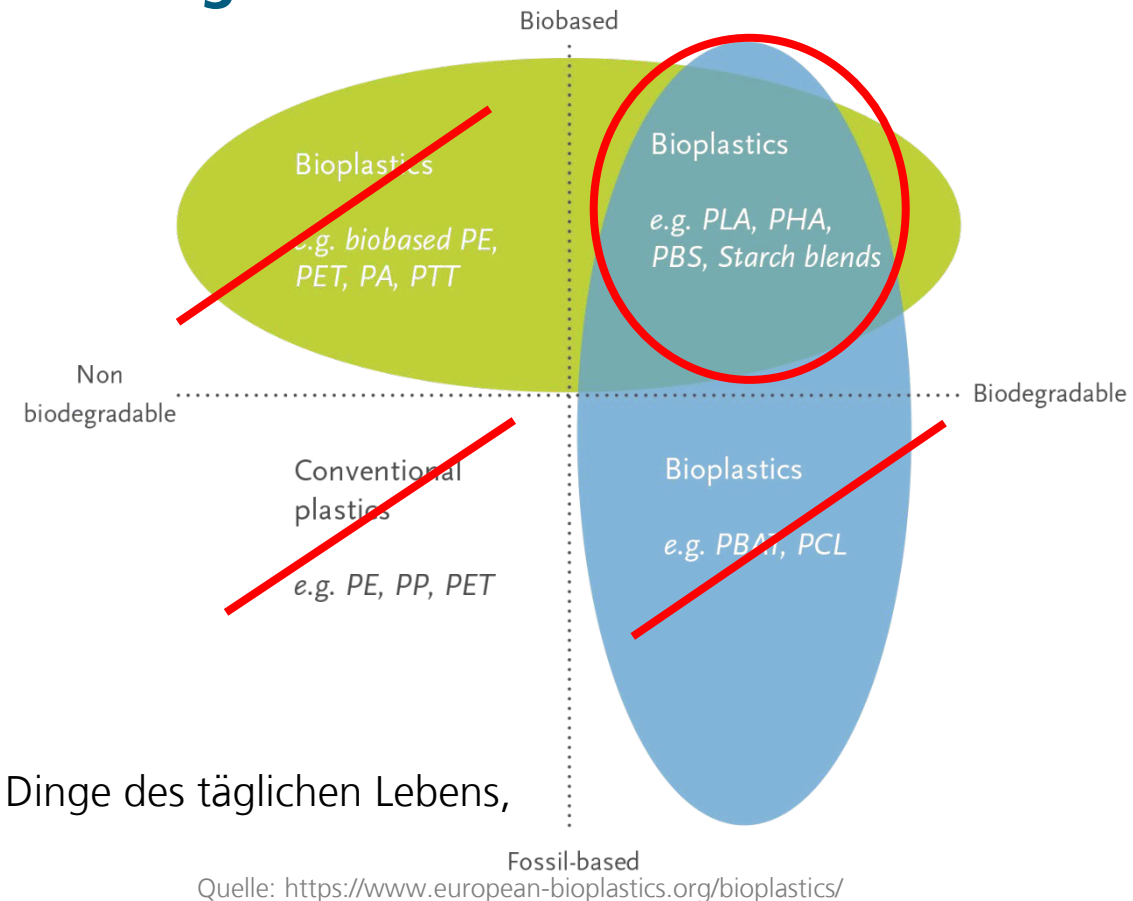 Biobased
Bioplastics
e.g. biobased PE,
PET, PA, PTT
Bioplastics
e.g. PLA, PHA,
PBS, Starch blends
Non
biodegradable
Biodegradable
Conventional
plastics
e.g. PE, PP, PET
Bioplastics
e.g. PBAT, PCL
Dinge des täglichen Lebens,
Fossil-based
Quelle: https://www.european-bioplastics.org/bioplastics/